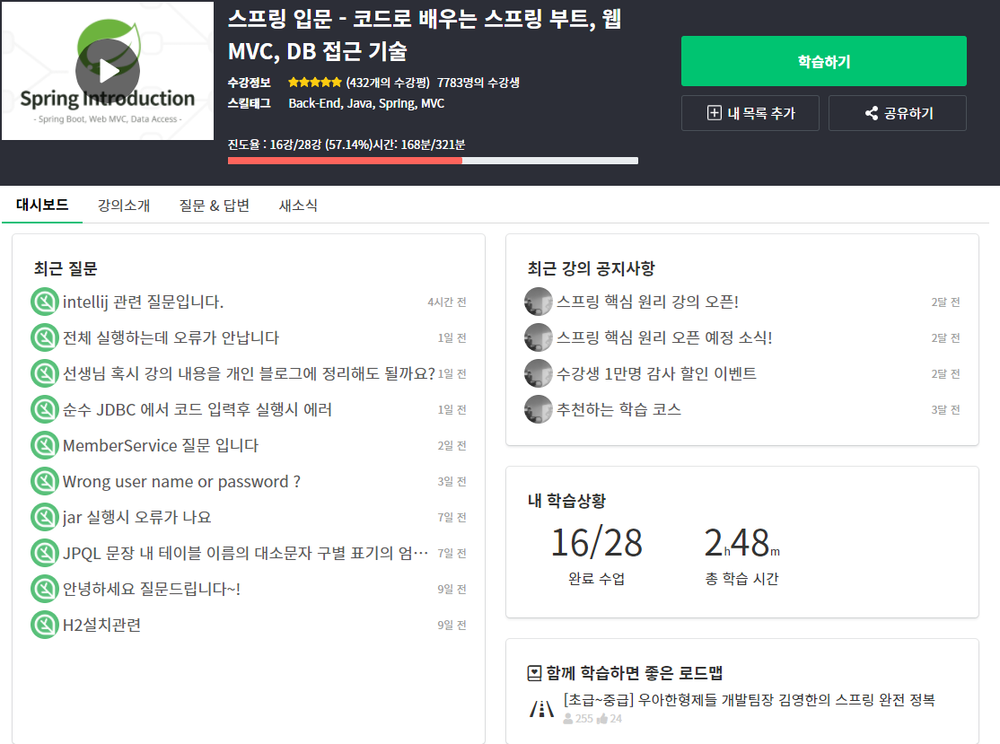 스프링 입문 - 코드로 배우는 스프링 부트, 웹
MVC, DB 접근 기술
Spring Introduction
- Spring Boot, Web MVC, Data Access -
수강정보 (432개의 수강평) 7783명의 수강생
스킬태그 Back-End, Java, Spring, MVC
진도율 : 16강/28강 (57.14%)시간: 168분/321분
학습하기
내 목록 추가
공유하기
대시보드 강의소개 질문 & 답변 새소식
최근 질문
intellij 관련 질문입니다. 4시간 전
전체 실행하는데 오류가 안납니다 1일 전
선생님 혹시 강의 내용을 개인 블로그에 정리해도 될까요? 1일 전
순수 JDBC 에서 코드 입력후 실행시 에러 1일 전
MemberService 질문 입니다 2일 전
Wrong user name or password ? 3일 전
jar 실행시 오류가 나요 7일 전
JPQL 문장 내 테이블 이름의 대소문자 구별 표기의 엄… 7일 전
안녕하세요 질문드립니다~! 9일 전
H2설치관련 9일 전
최근 강의 공지사항
스프링 핵심 원리 강의 오픈! 2달 전
스프링 핵심 원리 오픈 예정 소식! 2달 전
수강생 1만명 감사 할인 이벤트 2달 전
추천하는 학습 코스 3달 전
내 학습상황
16/28 2h48m
완료 수업 총 학습 시간
함께 학습하면 좋은 로드맵
[초급~중급] 우아한형제들 개발팀장 김영한의 스프링 완전 정복
255 24